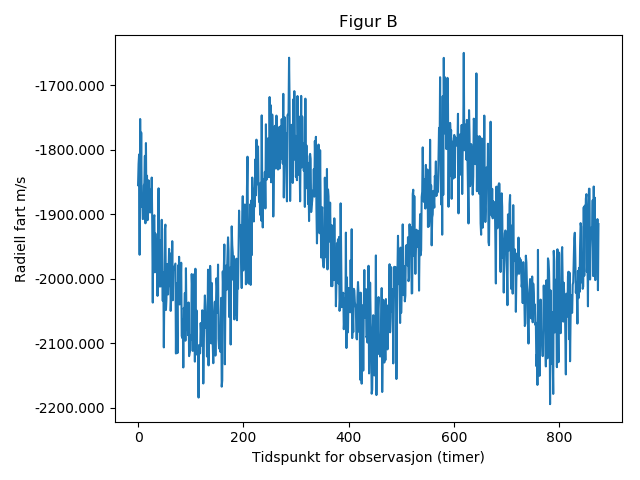 Figur B
Radiell fart m/s
-1700.000
-1800.000
-1900.000
-2000.000
-2100.000
-2200.000
0 200 400 600 800
Tidspunkt for observasjon (timer)